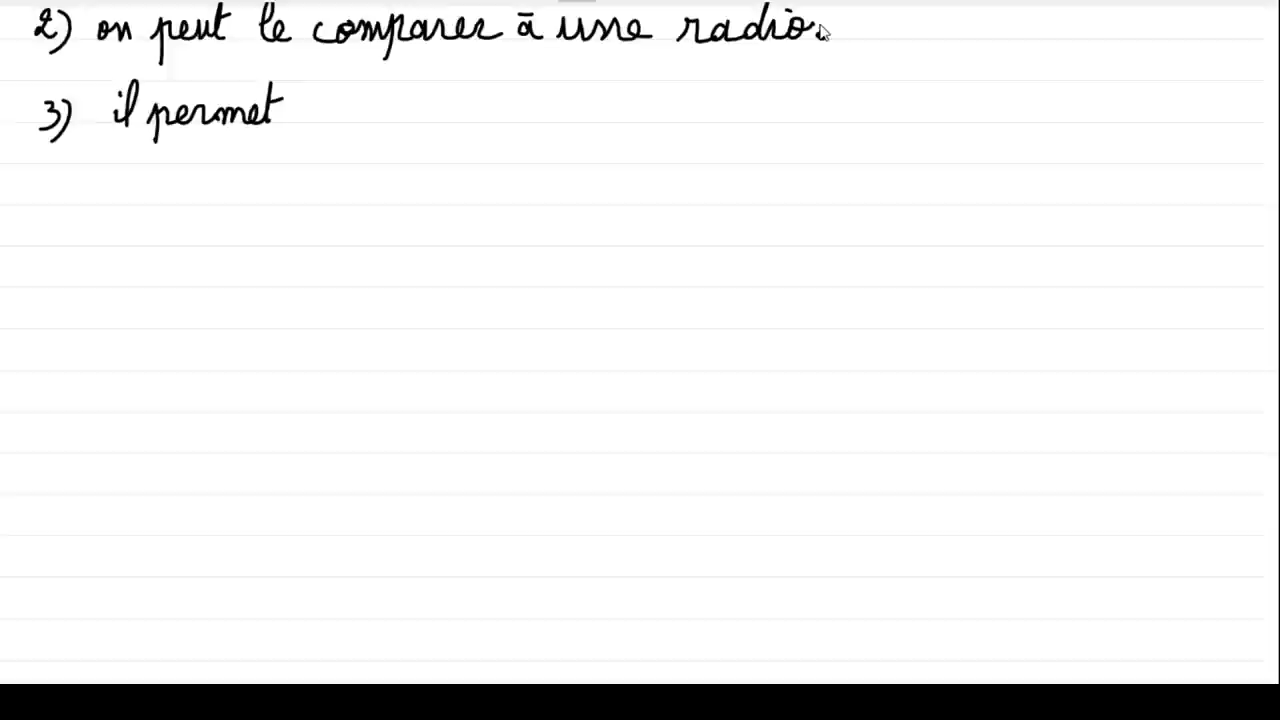 2) on peut le comparer à une radio.
3) il permet